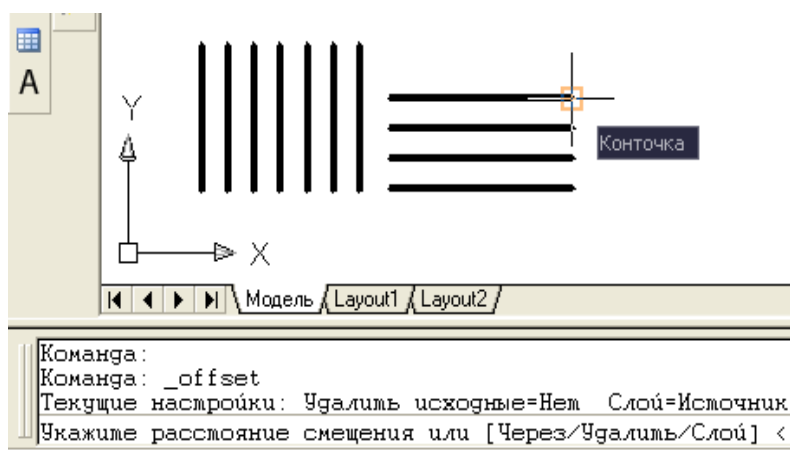 A
Y
Конточка
X
Модель Layout1 Layout2
Команда:
Команда: _offset
Текущие настройки: Удалить исходные=Нет Слой=Источник
Укажите расстояние смещения или [Через/Удалить/Слой] <